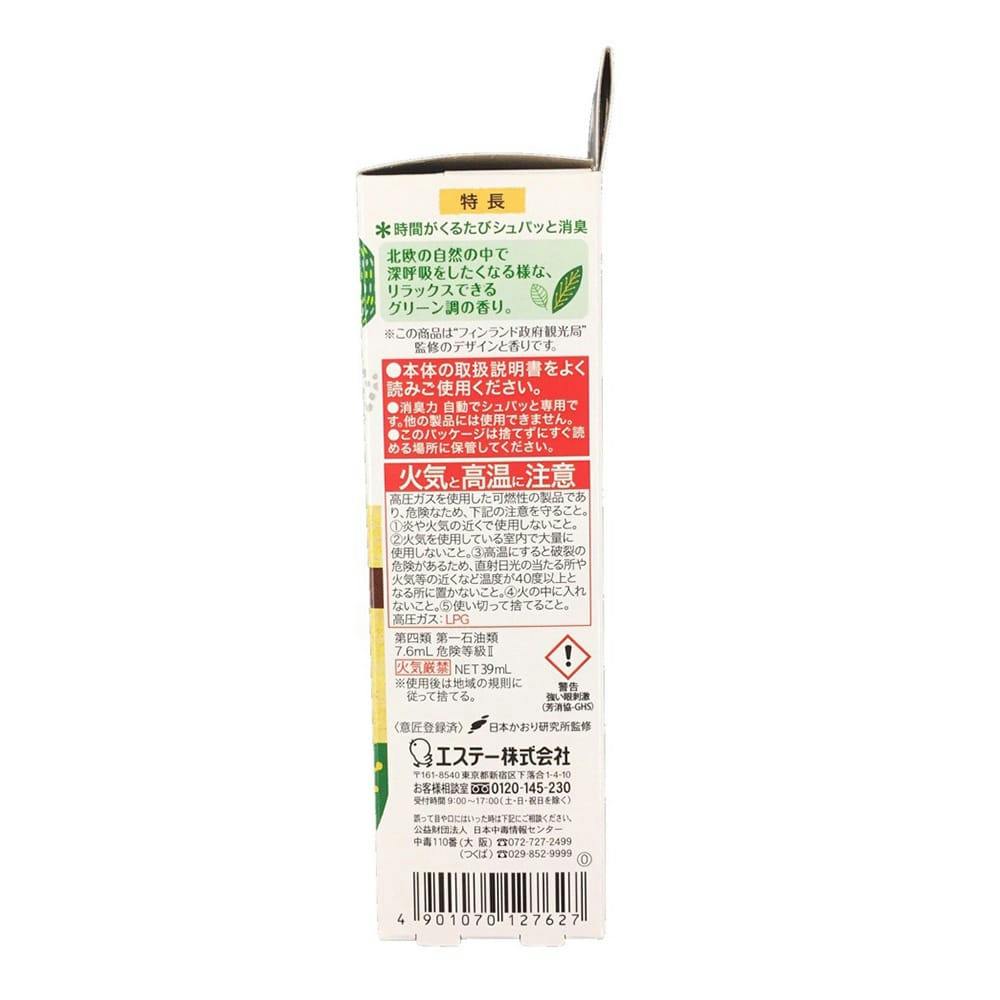 特長
＊時間がくるたびシュパッと消臭
北欧の自然の中で
深呼吸をしたくなる様な、
リラックスできる
グリーン調の香り。
※この商品は"フィンランド政府観光局"
監修のデザインと香りです。
●本体の取扱説明書をよく
読みご使用ください。
●消臭力 自動でシュパッと専用で
す。他の製品には使用できません。
●このパッケージは捨てずにすぐ読
める場所に保管してください。
火気と高温に注意
高圧ガスを使用した可燃性の製品であ
り、危険なため、下記の注意を守ること。
①炎や火気の近くで使用しないこと。
②火気を使用している室内で大量に
使用しないこと。③高温にすると破裂の
危険があるため、直射日光の当たる所や
火気等の近くなど温度が40度以上と
なる所に置かないこと。④火の中に入れ
ないこと。⑤使い切って捨てること。
高圧ガス：LPG
第四類 第一石油類
7.6mL 危険等級Ⅱ
火気厳禁 NET 39mL
※使用後は地域の規則に
従って捨てる。
警告
強い眼刺激
(芳消協-GHS)
〈意匠登録済〉 日本かおり研究所監修
エステー株式会社
〒161-8540 東京都新宿区下落合1-4-10
お客様相談室 0120-145-230
受付時間 9:00～17:00（土・日・祝日を除く）
誤って目や口にはいった時は下記にご相談ください。
公益財団法人 日本中毒情報センター
中毒110番（大 阪）☎072-727-2499
（つくば）☎029-852-9999
0
4 901070 127627